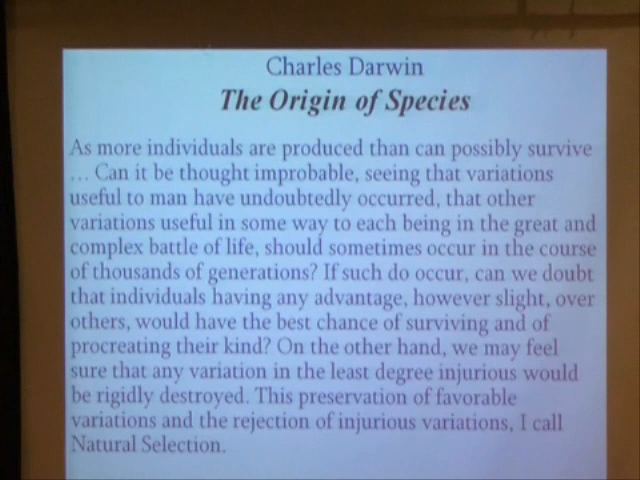 Charles Darwin
The Origin of Species
As more individuals are produced than can possibly survive
... Can it be thought improbable, seeing that variations
useful to man have undoubtedly occurred, that other
variations useful in some way to each being in the great and
complex battle of life, should sometimes occur in the course
of thousands of generations? If such do occur, can we doubt
that individuals having any advantage, however slight, over
others, would have the best chance of surviving and of
procreating their kind? On the other hand, we may feel
sure that any variation in the least degree injurious would
be rigidly destroyed. This preservation of favorable
variations and the rejection of injurious variations, I call
Natural Selection.